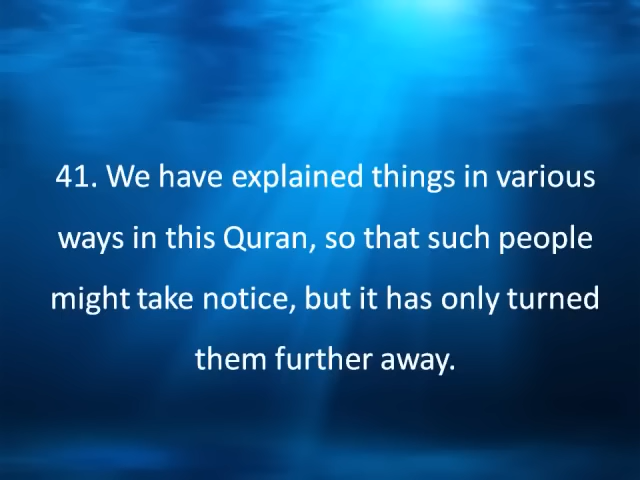 41. We have explained things in various
ways in this Quran, so that such people
might take notice, but it has only turned
them further away.